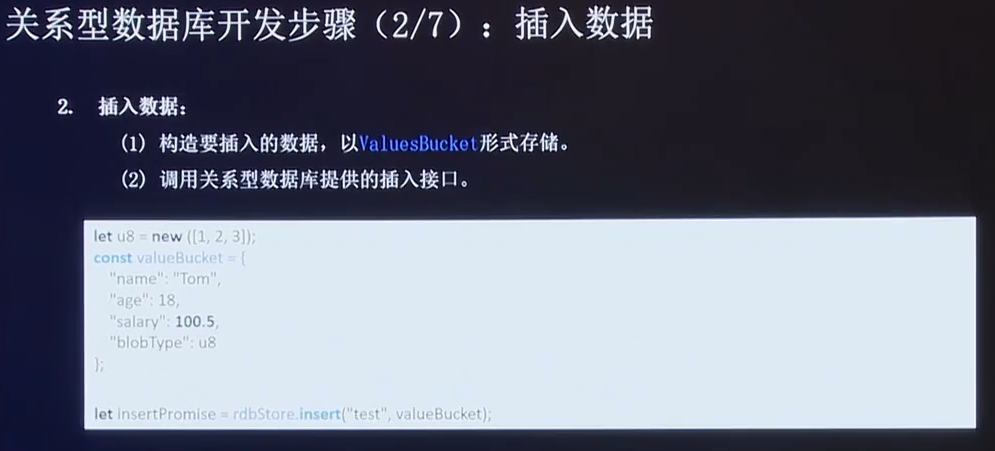 关系型数据库开发步骤（2/7）：插入数据
2. 插入数据：
(1) 构造要插入的数据，以ValuesBucket形式存储。
(2) 调用关系型数据库提供的插入接口。
let u8 = new ([1, 2, 3]);
const valueBucket = {
"name": "Tom",
"age": 18,
"salary": 100.5,
"blobType": u8
};
let insertPromise = rdbStore.insert("test", valueBucket);